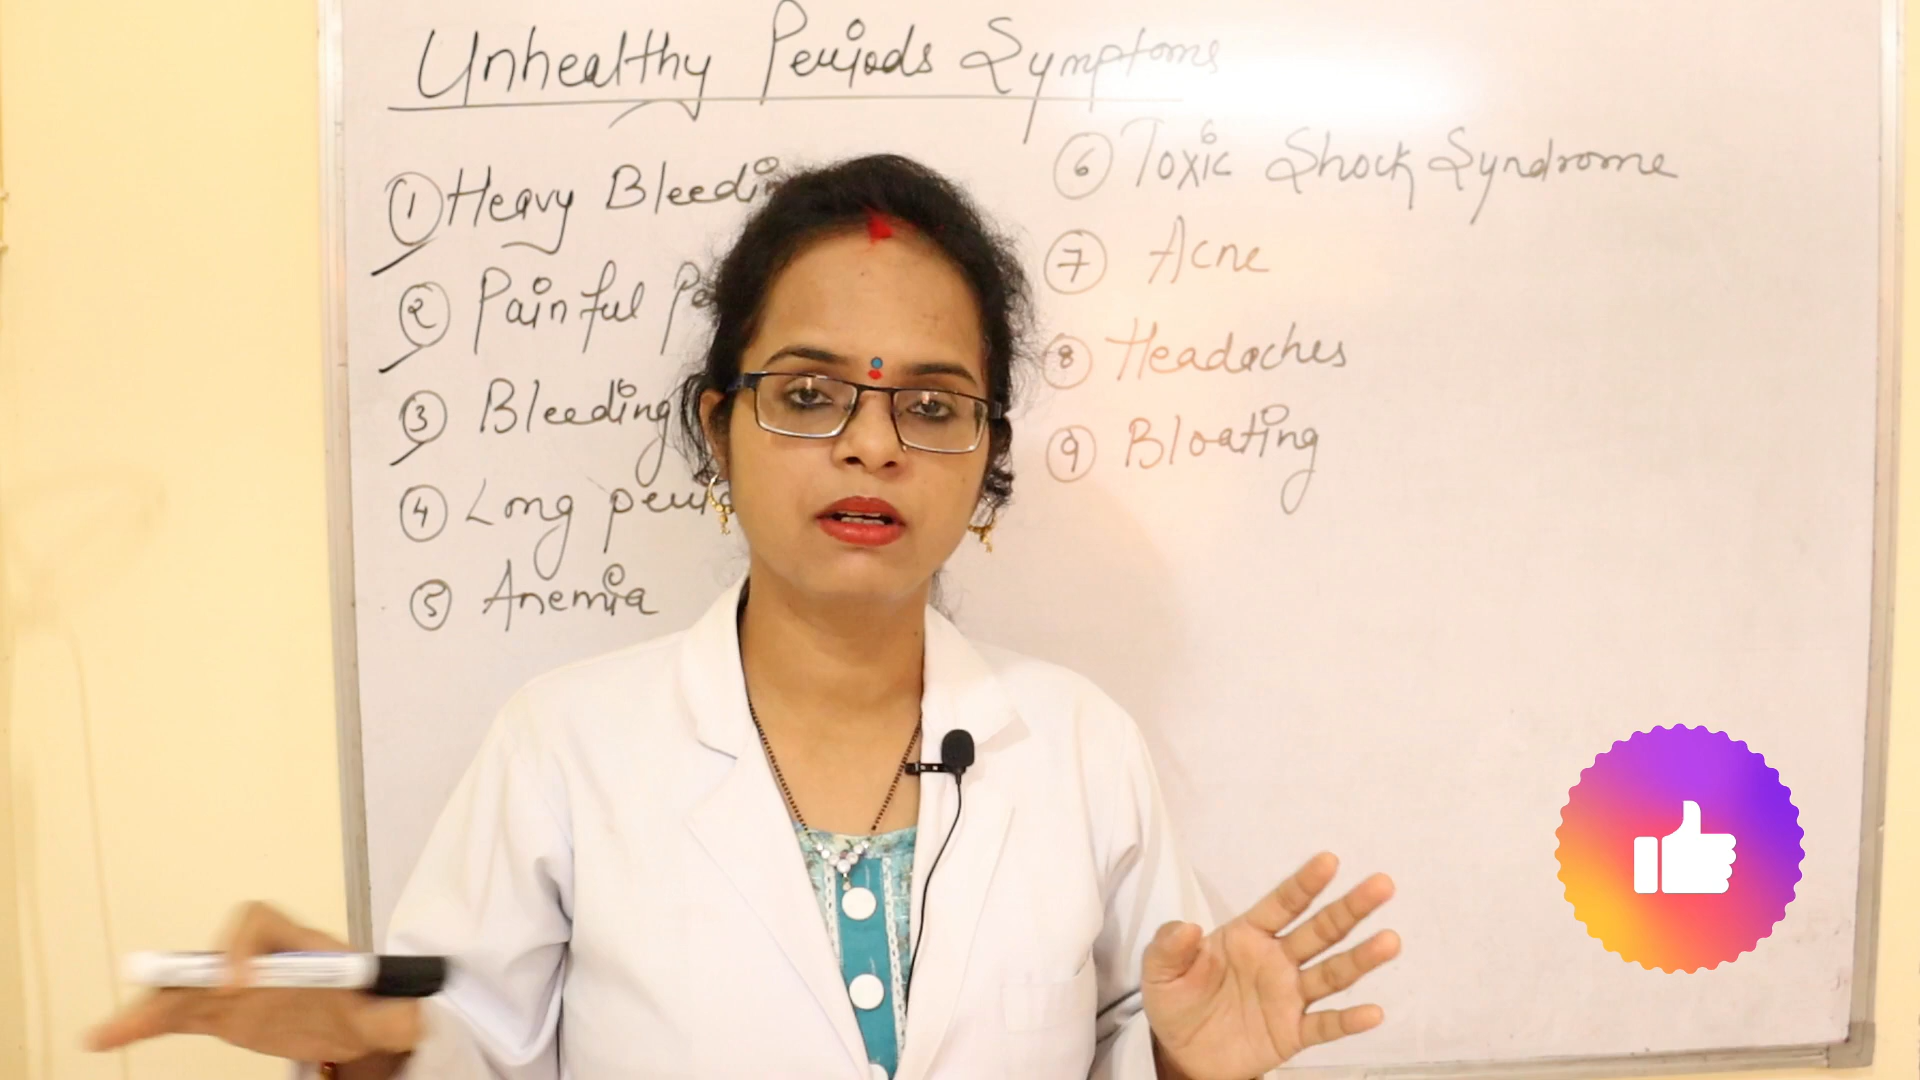 Unhealthy Periods Symptoms
① Heavy
② Painful
③ Bleeding
④ Long
⑤ Anemia
⑥ Toxic Shock Syndrome
⑦ Acne
⑧ Headaches
⑨ Bloating